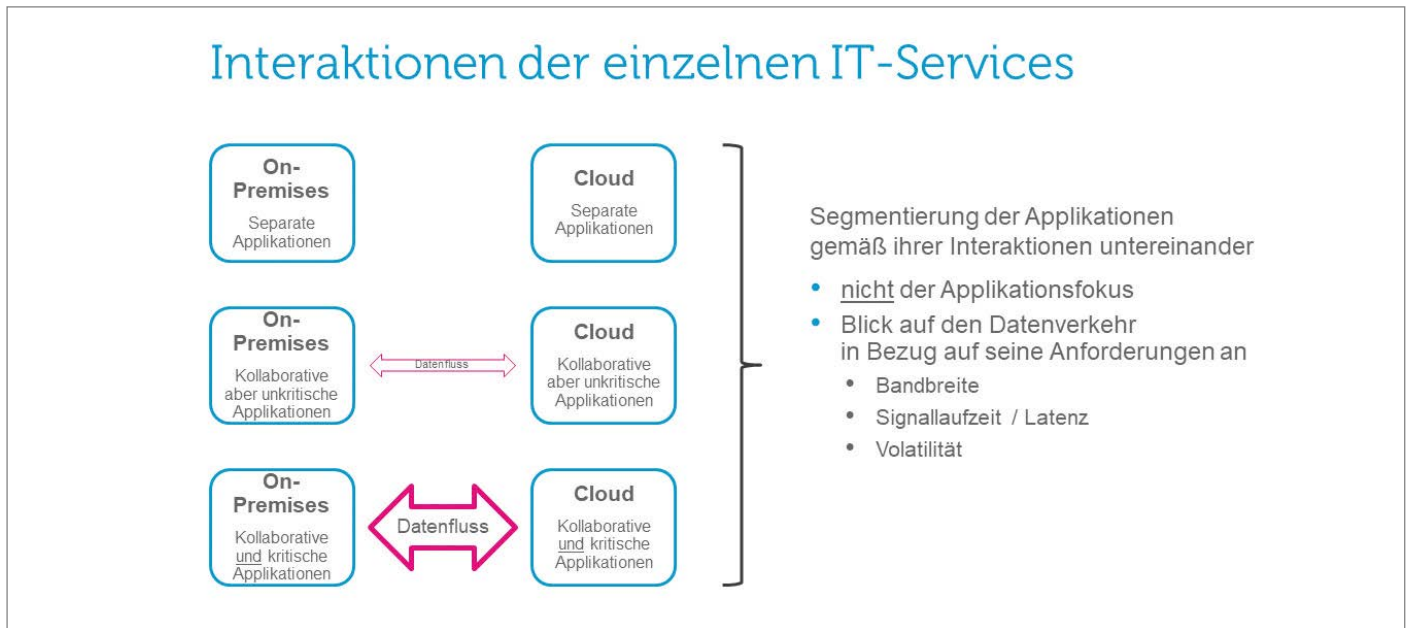 Interaktionen der einzelnen IT-Services
On-
Premises
Separate
Applikationen
Cloud
Separate
Applikationen
On-
Premises
Kollaborative
aber unkritische
Applikationen
Datenfluss
Cloud
Kollaborative
aber unkritische
Applikationen
On-
Premises
Kollaborative
und kritische
Applikationen
Datenfluss
Cloud
Kollaborative
und kritische
Applikationen
Segmentierung der Applikationen
gemäß ihrer Interaktionen untereinander
• nicht der Applikationsfokus
• Blick auf den Datenverkehr
in Bezug auf seine Anforderungen an
• Bandbreite
• Signallaufzeit / Latenz
• Volatilität